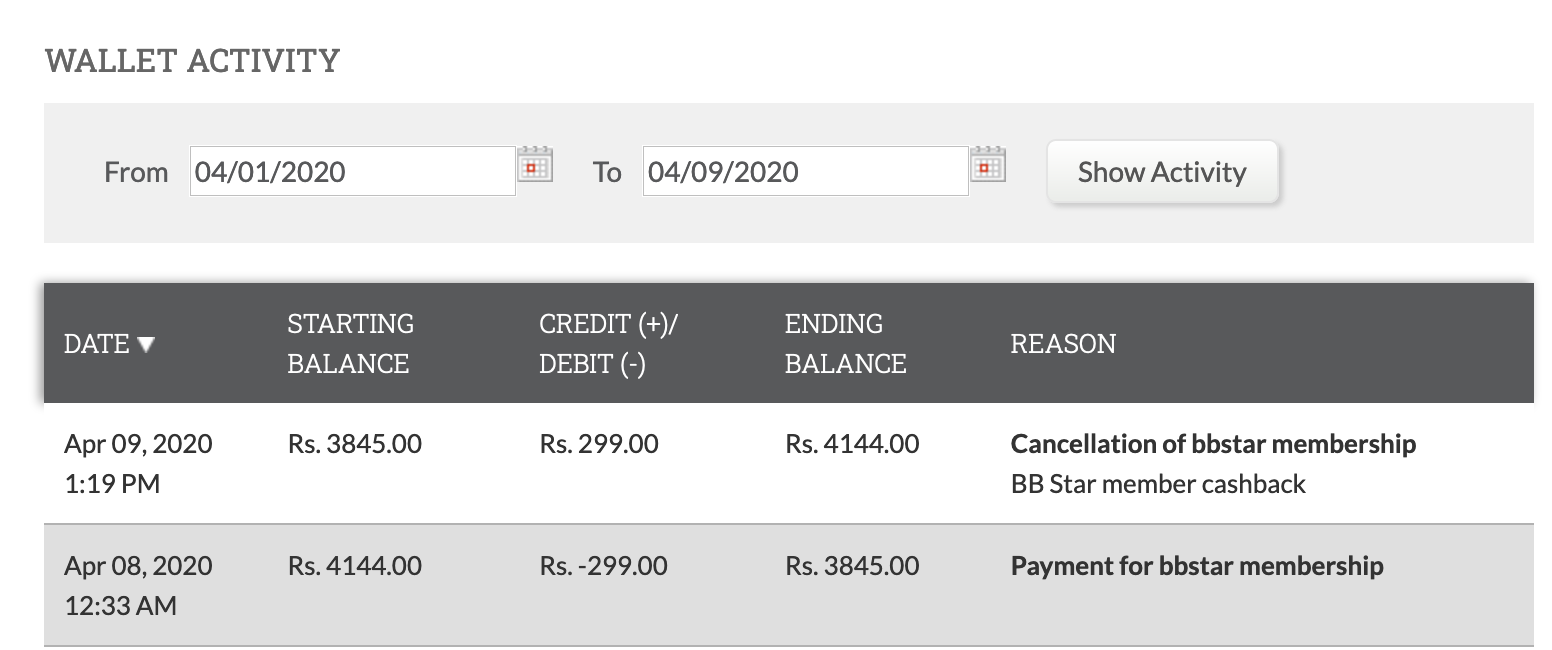 WALLET ACTIVITY
From 04/01/2020 To 04/09/2020 Show Activity
DATE ▼ STARTING BALANCE CREDIT (+)/ DEBIT (-) ENDING BALANCE REASON
Apr 09, 2020 Rs. 3845.00 Rs. 299.00 Rs. 4144.00 Cancellation of bbstar membership
1:19 PM BB Star member cashback
Apr 08, 2020 Rs. 4144.00 Rs. -299.00 Rs. 3845.00 Payment for bbstar membership
12:33 AM